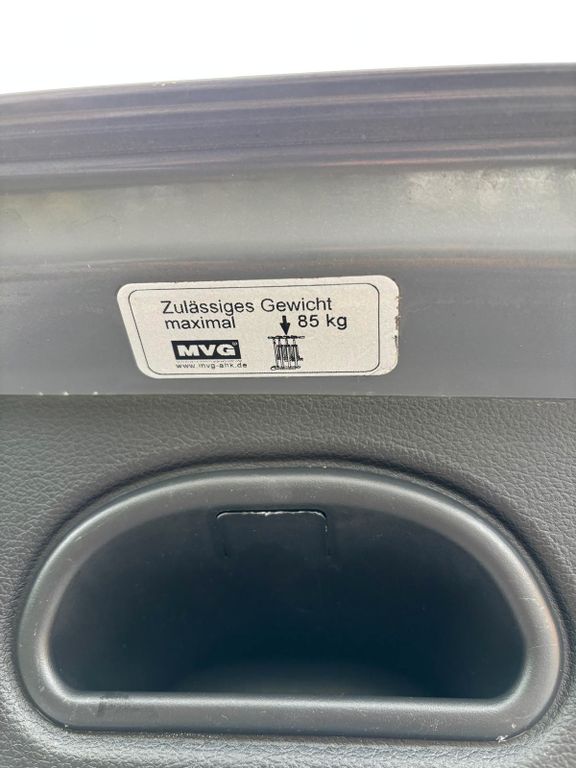 Zulässiges Gewicht
maximal 85 kg
MVG®
www.mvg-ahk.de